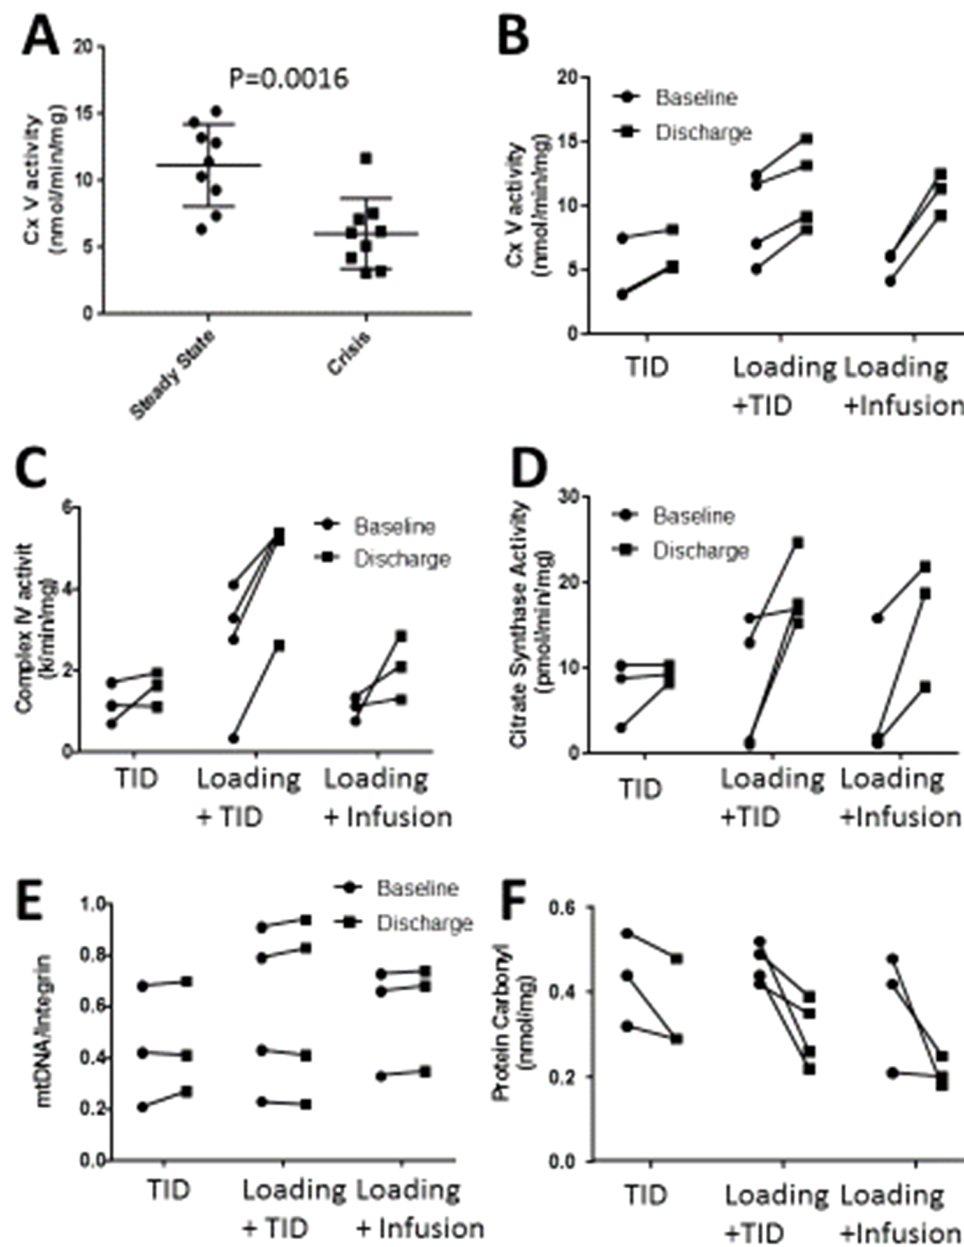 A
20
15
10
5
0
Cx V activity
(nmol/min/mg)
P=0.0016
Steady State
Crisis
B
20
15
10
5
0
Cx V activity
(nmol/min/mg)
Baseline
Discharge
TID
Loading
+TID
Loading
+Infusion
C
6
4
2
0
Complex IV activit
(k/min/mg)
Baseline
Discharge
TID
Loading
+ TID
Loading
+ Infusion
D
30
20
10
0
Citrate Synthase Activity
(pmol/min/mg)
Baseline
Discharge
TID
Loading
+TID
Loading
+Infusion
E
1.0
0.8
0.6
0.4
0.2
0.0
mtDNA/Integrin
Baseline
Discharge
TID
Loading
+ TID
Loading
+ Infusion
F
0.6
0.4
0.2
0.0
Protein Carbonyl
(nmol/mg)
TID
Loading
+TID
Loading
+Infusion